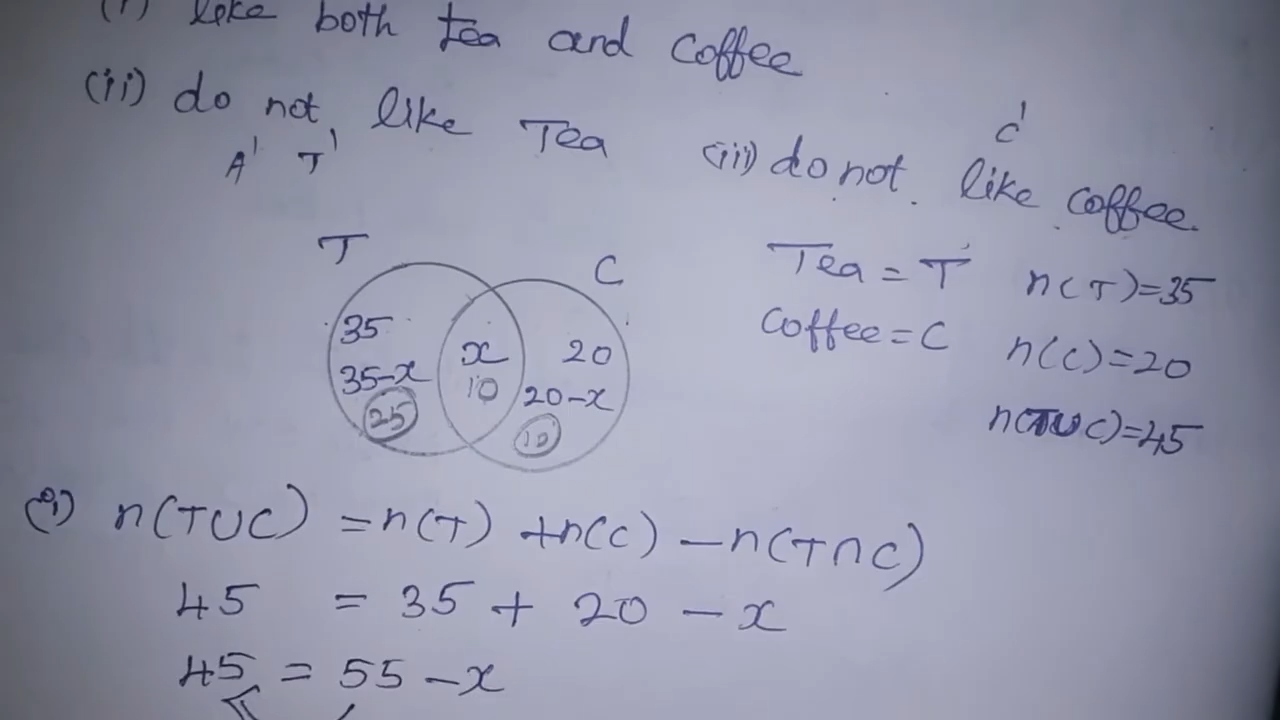 (i) like both tea and coffee
(ii) do not like Tea
A' T'
C'
(iii) do not like coffee.
T
C
35
35-x
25
x
10
20
20-x
10
Tea = T n(T)=35
Coffee = C n(C)=20
n(TUC)=45
(i) n(TUC) = n(T) + n(C) - n(T∩C)
45 = 35 + 20 - x
45 = 55 - x